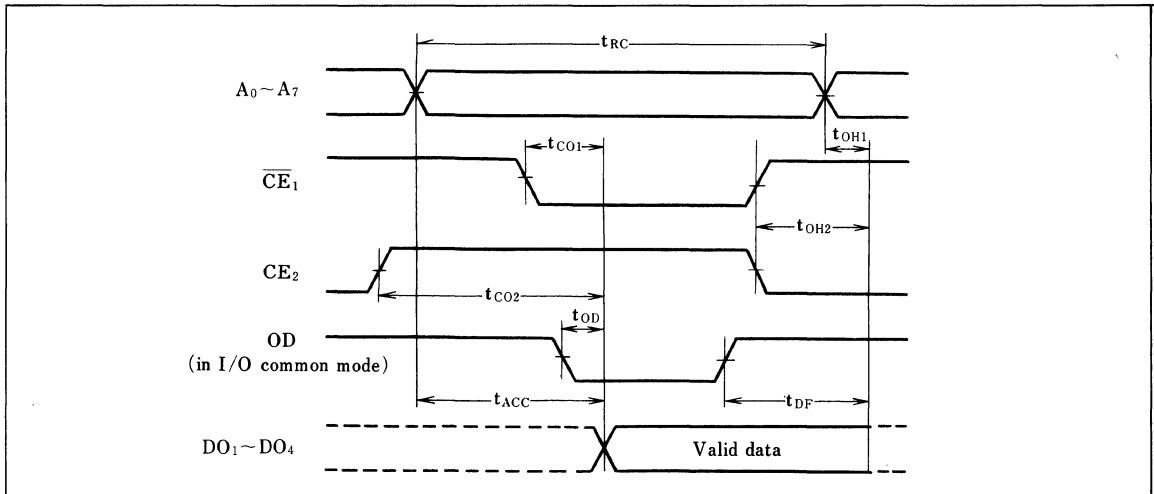 tRC
A0~A7
tOH1
tCO1
CE1
tOH2
CE2
tCO2
tOD
OD
(in I/O common mode)
tACC
tDF
DO1~DO4
Valid data